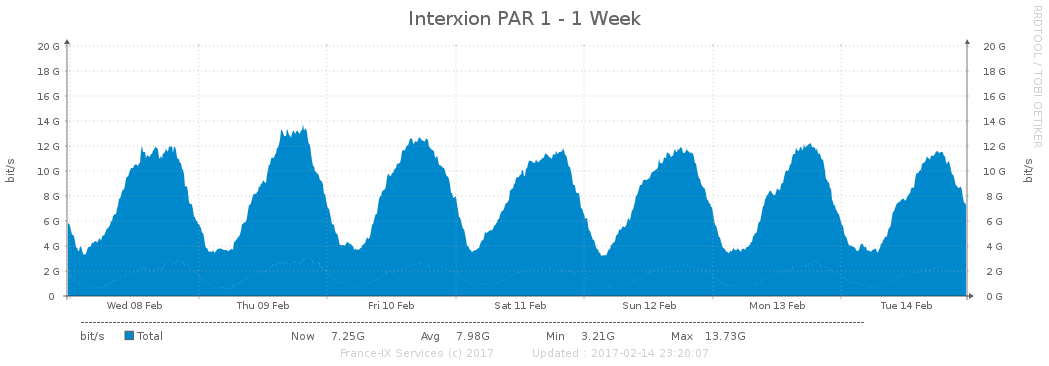 Interxion PAR 1 - 1 Week
RRDTOOL / TOBI OETIKER
bit/s
20 G 20 G
18 G 18 G
16 G 16 G
14 G 14 G
12 G 12 G
10 G 10 G
8 G 8 G
6 G 6 G
4 G 4 G
2 G 2 G
0 0 G
bit/s
Wed 08 Feb Thu 09 Feb Fri 10 Feb Sat 11 Feb Sun 12 Feb Mon 13 Feb Tue 14 Feb
bit/s Total Now 7.25G Avg 7.98G Min 3.21G Max 13.73G
France-IX Services (c) 2017 Updated : 2017-02-14 23:20:07